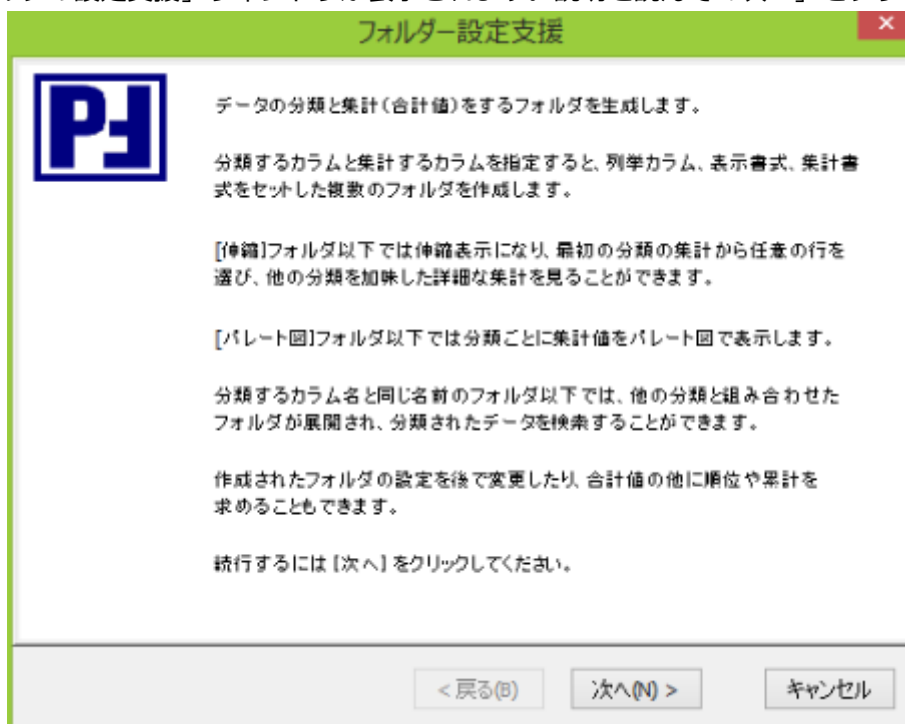 フォルダー設定支援
データの分類と集計(合計値)をするフォルダを生成します。
分類するカラムと集計するカラムを指定すると、列挙カラム、表示書式、集計書
式をセットした複数のフォルダを作成します。
[伸縮]フォルダ以下では伸縮表示になり、最初の分類の集計から任意の行を
選び、他の分類を加味した詳細な集計を見ることができます。
[パレート図]フォルダ以下では分類ごとに集計値をパレート図で表示します。
分類するカラム名と同じ名前のフォルダ以下では、他の分類と組み合わせた
フォルダが展開され、分類されたデータを検索することができます。
作成されたフォルダの設定を後で変更したり、合計値の他に順位や累計を
求めることもできます。
続行するには [次へ] をクリックしてください。
< 戻る(B)
次へ(N) >
キャンセル